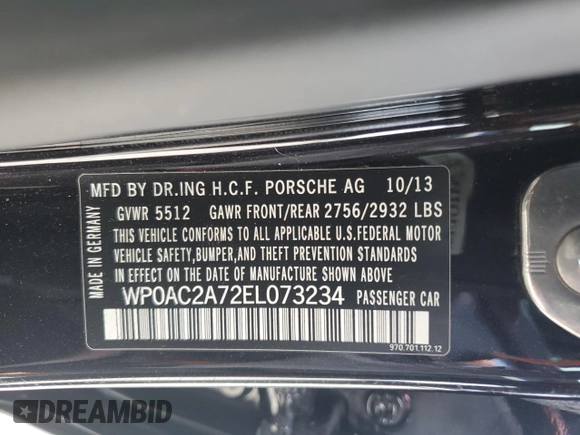 MFD BY DR.ING H.C.F. PORSCHE AG 10/13
GVWR 5512 GAWR FRONT/REAR 2756/2932 LBS
THIS VEHICLE CONFORMS TO ALL APPLICABLE U.S.FEDERAL MOTOR
VEHICLE SAFETY,BUMPER,AND THEFT PREVENTION STANDARDS
IN EFFECT ON THE DATE OF MANUFACTURE SHOWN ABOVE.
WP0AC2A72EL073234 PASSENGER CAR
970.701.112.12
MADE IN GERMANY
DREAMBID